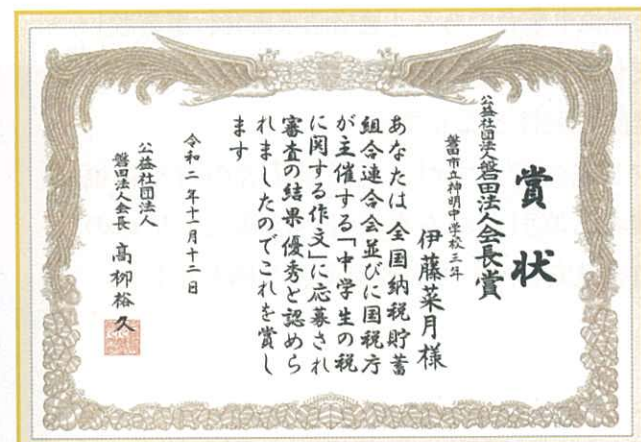 賞状
公益社団法人磐田法人会長賞
磐田市立神明中学校三年
伊藤菜月様
あなたは全国納税貯蓄
組合連合会並びに国税庁
が主催する「中学生の税
に関する作文」に応募され
審査の結果優秀と認めら
れましたのでこれを賞し
ます
令和二年十一月十二日
公益社団法人
磐田法人会長 高柳裕久